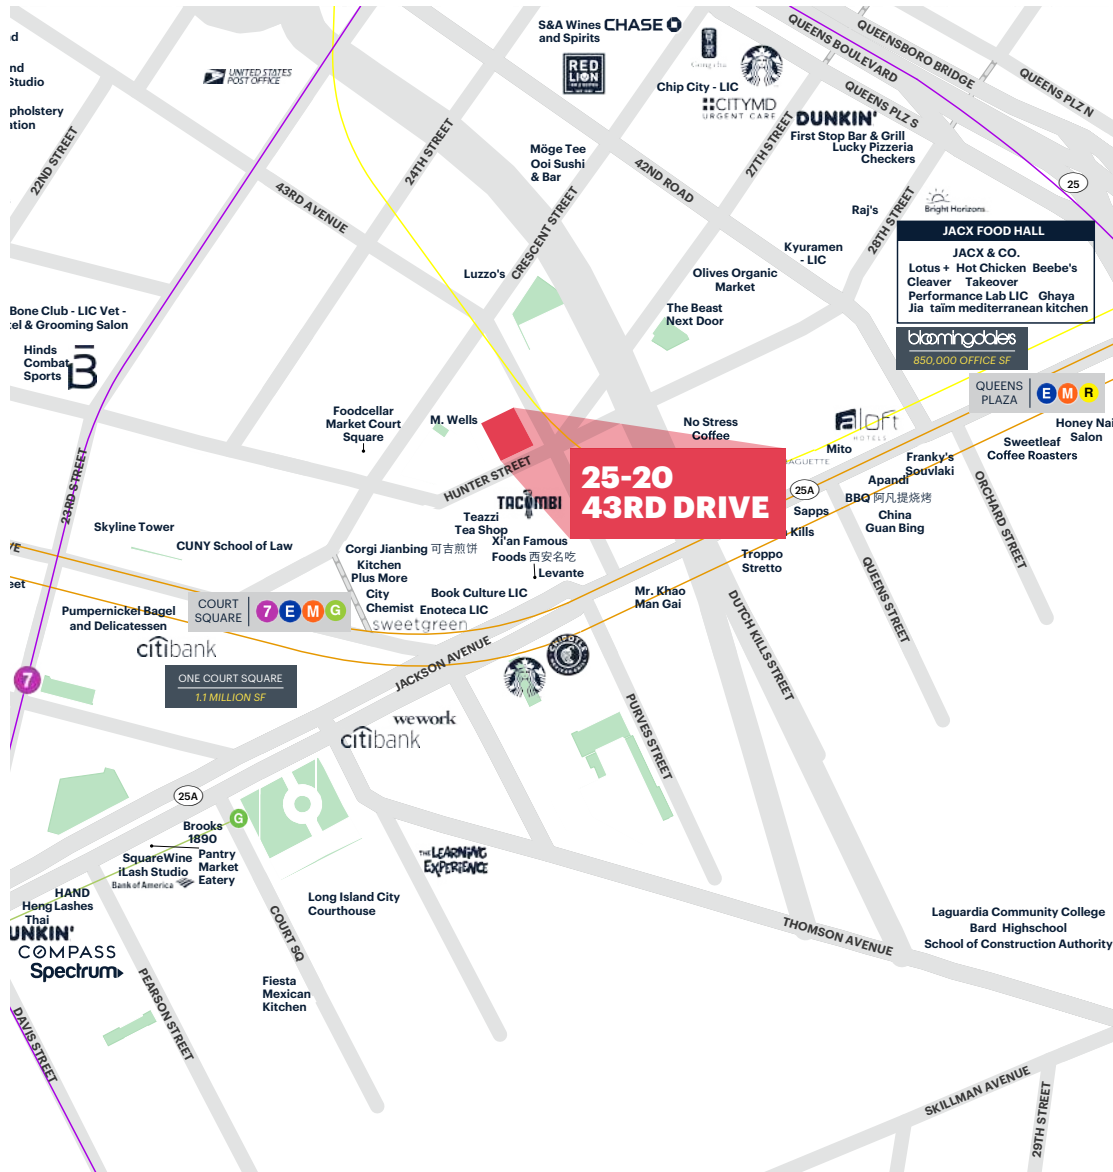 S&A Wines
and Spirits
CHASE
RED
LION
Gong cha
Chip City - LIC
CITYMD
URGENT CARE
UNITED STATES
POST OFFICE
nd
Studio
pholstery
ation
QUEENS BOULEVARD
QUEENSBORO BRIDGE
QUEENS PLZ N
QUEENS PLZ S
DUNKIN'
First Stop Bar & Grill
Lucky Pizzeria
Checkers
22ND STREET
24TH STREET
43RD AVENUE
Möge Tee
Ooi Sushi
& Bar
CRESCENT STREET
42ND ROAD
27TH STREET
28TH STREET
25
Raj's
Bright Horizons
Kyuramen
- LIC
JACX FOOD HALL
JACX & CO.
Lotus + Hot Chicken Beebe's
Cleaver Takeover
Performance Lab LIC Ghaya
Jia taïm mediterranean kitchen
Luzzo's
Olives Organic
Market
The Beast
Next Door
bloomingdale's
850,000 OFFICE SF
Bone Club - LIC Vet -
tel & Grooming Salon
Hinds
Combat
Sports
B
QUEENS
PLAZA
E M R
Foodcellar
Market Court
Square
M. Wells
No Stress
Coffee
aloft
HOTELS
Mito
Honey Nai
Salon
Sweetleaf
Coffee Roasters
Franky's
Souvlaki
Apandi
BBQ 阿凡提烧烤
China
Guan Bing
AGUETTE
25A
Sapps
Kills
HUNTER STREET
25-20
43RD DRIVE
23RD STREET
TACOMBI
Teazzi
Tea Shop
Xi'an Famous
Foods 西安名吃
Levante
Skyline Tower
CUNY School of Law
Corgi Jianbing 可吉煎饼
Kitchen
Plus More
City
Chemist
Book Culture LIC
Enoteca LIC
sweetgreen
Troppo
Stretto
Mr. Khao
Man Gai
ORCHARD STREET
QUEENS STREET
DUTCH KILLS STREET
VE
eet
COURT
SQUARE
7 E M G
Pumpernickel Bagel
and Delicatessen
citibank
ONE COURT SQUARE
1.1 MILLION SF
7
JACKSON AVENUE
CHIPOTLE
MEXICAN GRILL
PURVES STREET
wework
citibank
25A
G
Brooks
1890
SquareWine
iLash Studio
Pantry
Market
Eatery
Bank of America
HAND
Heng Lashes
Thai
UNKIN'
COMPASS
Spectrum
THE LEARNING
EXPERIENCE
Long Island City
Courthouse
COURT SQ
Fiesta
Mexican
Kitchen
PEARSON STREET
DAVIS STREET
THOMSON AVENUE
Laguardia Community College
Bard Highschool
School of Construction Authority
SKILLMAN AVENUE
29TH STREET